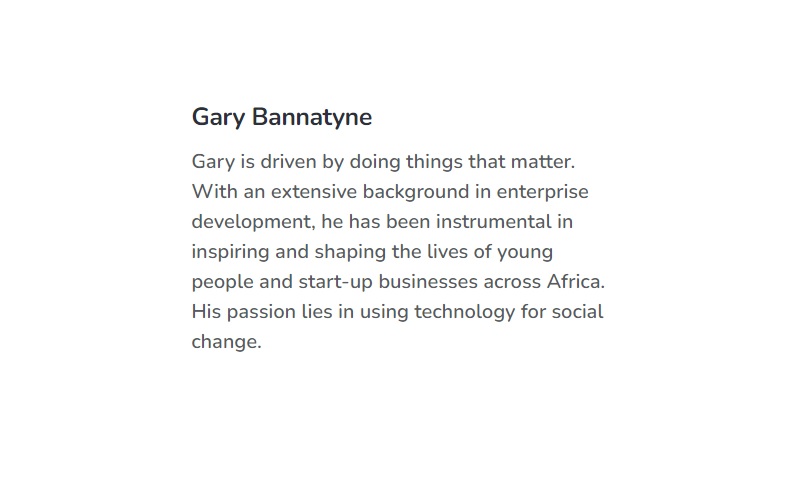 Gary Bannatyne
Gary is driven by doing things that matter.
With an extensive background in enterprise
development, he has been instrumental in
inspiring and shaping the lives of young
people and start-up businesses across Africa.
His passion lies in using technology for social
change.